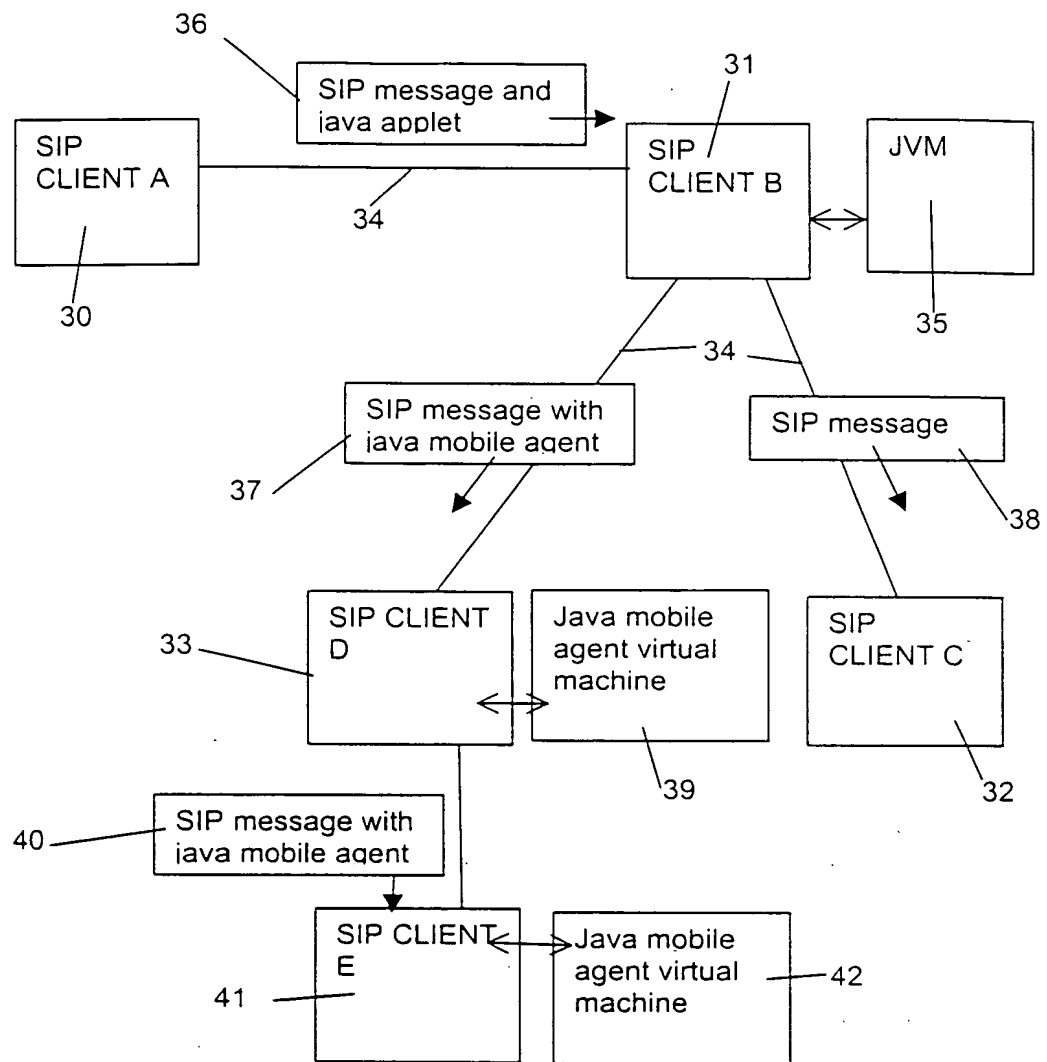 36
SIP message and
java applet
31
SIP
CLIENT A
SIP
CLIENT B
JVM
34
30
35
34
SIP message with
java mobile agent
SIP message
37
38
SIP CLIENT
D
Java mobile
agent virtual
machine
SIP
CLIENT C
33
39
32
40
SIP message with
java mobile agent
SIP CLIENT
E
Java mobile
agent virtual
machine
41
42